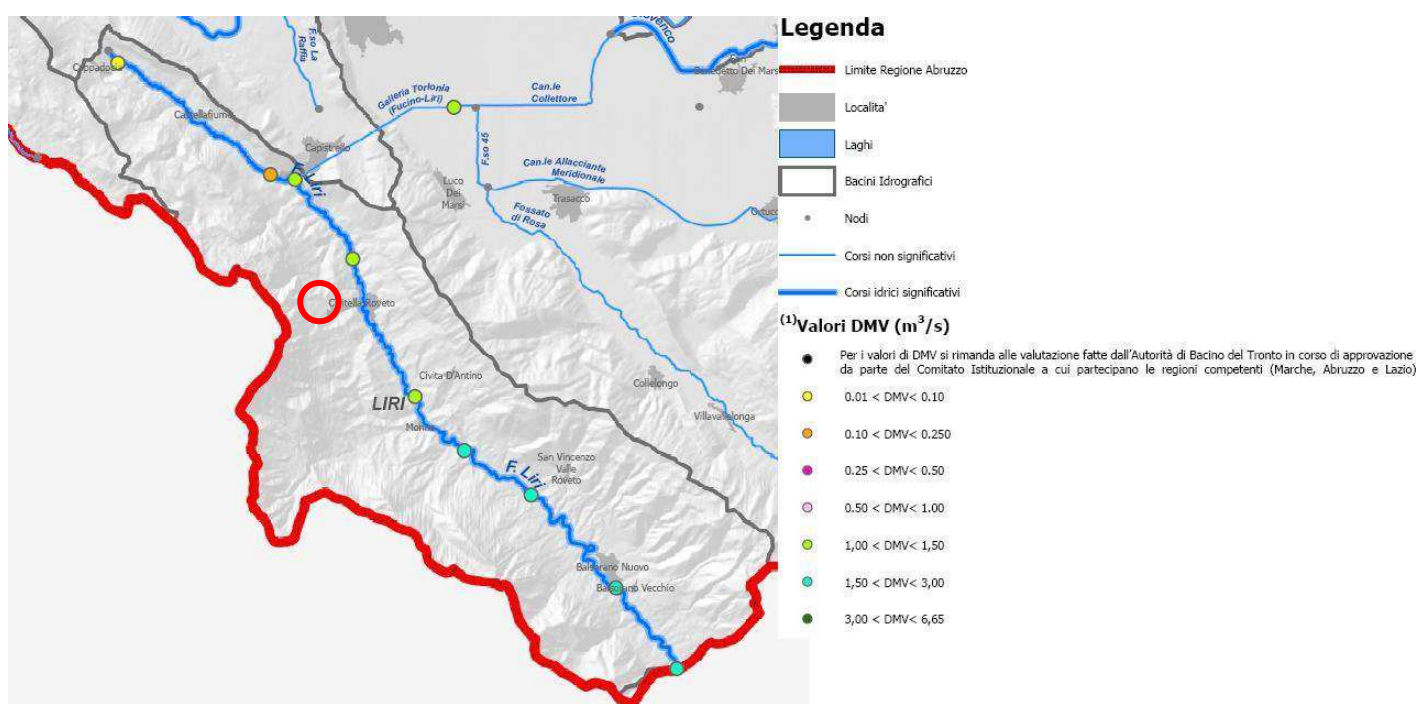 Legenda
Limite Regione Abruzzo
Localita'
Laghi
Bacini Idrografici
Nodi
Corsi non significativi
Corsi idrici significativi
(1)Valori DMV (m3/s)
Per i valori di DMV si rimanda alle valutazione fatte dall'Autorità di Bacino del Tronto in corso di approvazione
da parte del Comitato Istituzionale a cui partecipano le regioni competenti (Marche, Abruzzo e Lazio)
0.01 < DMV< 0.10
0.10 < DMV< 0.250
0.25 < DMV< 0.50
0.50 < DMV< 1.00
1,00 < DMV< 1,50
1,50 < DMV< 3,00
3,00 < DMV< 6,65
F.so La
Raffia
Cappadocia
Castellafiume
Capistrello
Galleria Torlonia
(Fucino-Liri)
Can.le
Collettore
F.so 45
Can.le Allacciante
Meridionale
Luco
Dei
Marsi
Trasacco
Fossato
di Rosa
F. Liri
Civitella Roveto
Civita D'Antino
LIRI
Collelongo
Villavallelonga
San Vincenzo
Valle
Roveto
F. Liri
Balsorano Nuovo
Balsorano Vecchio